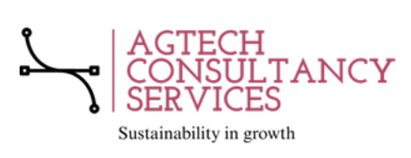 AGTECH
CONSULTANCY
SERVICES
Sustainability in growth